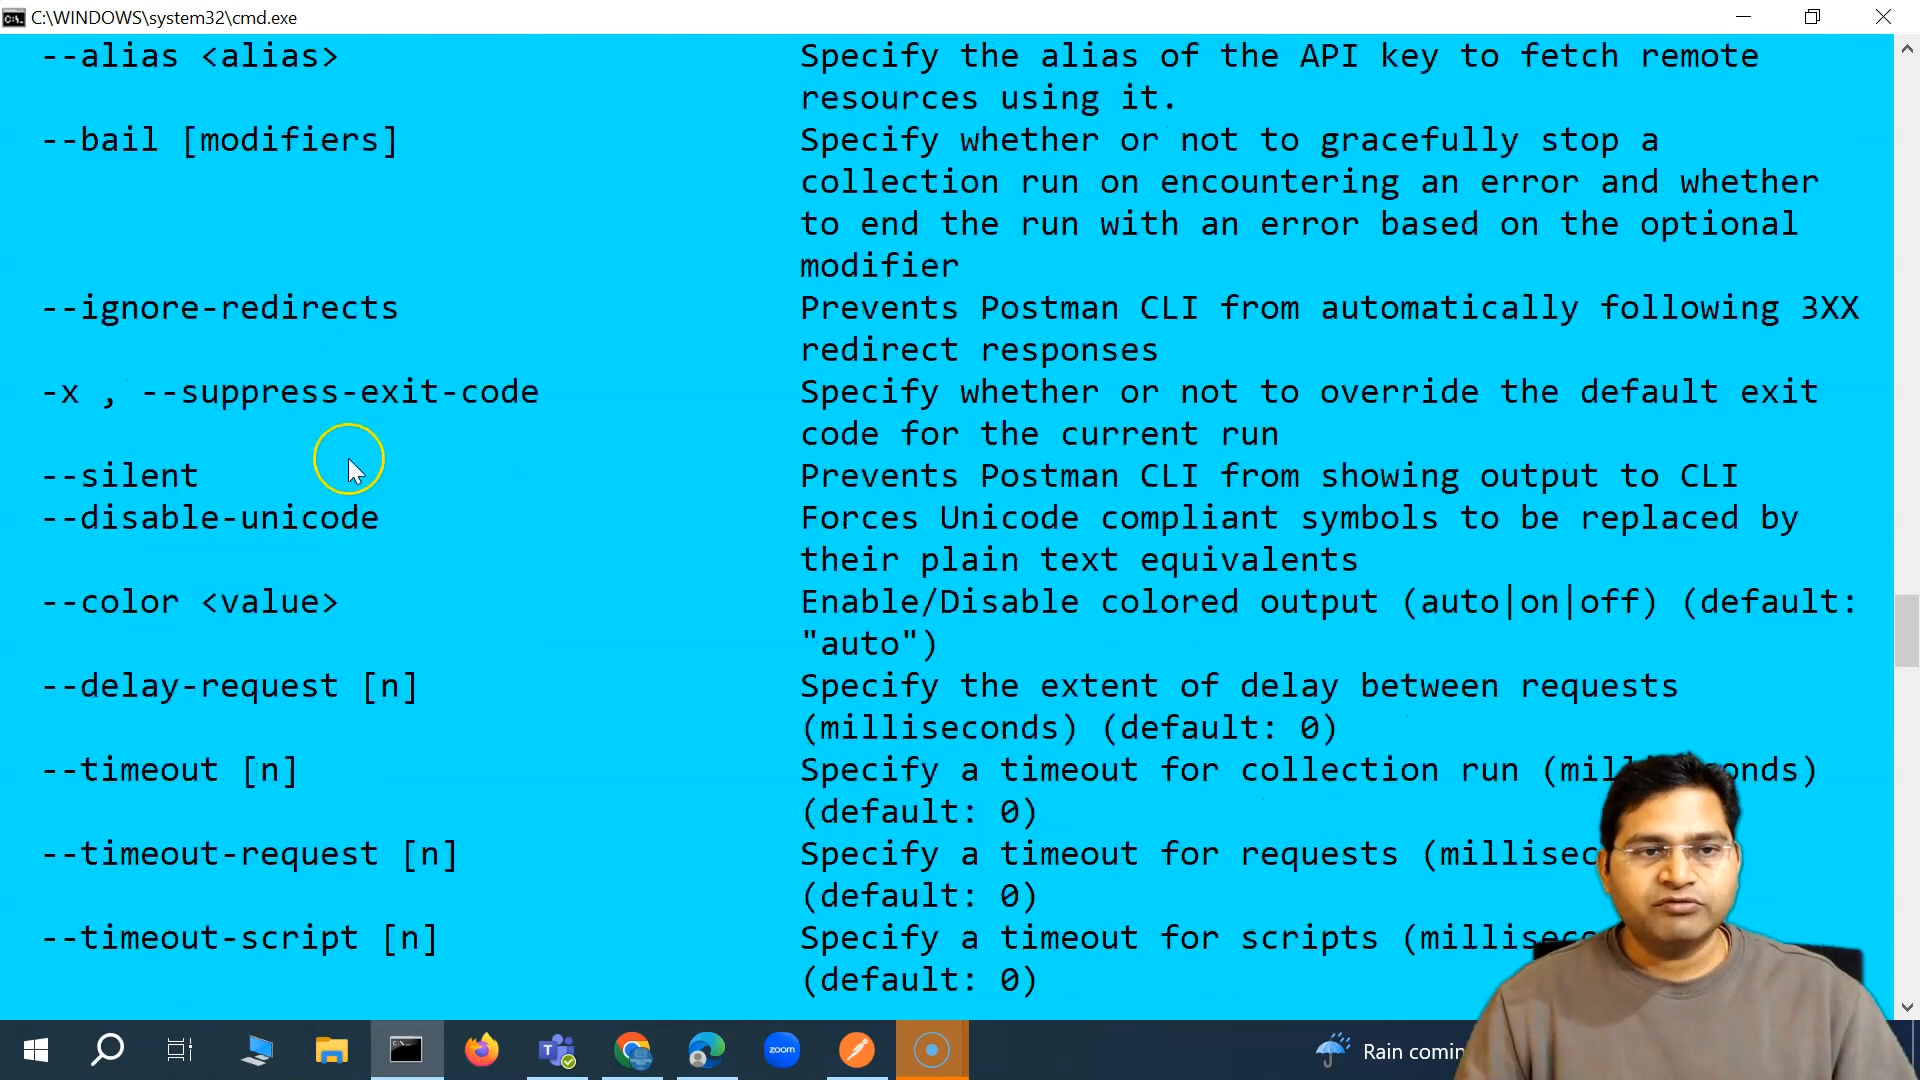 C:\WINDOWS\system32\cmd.exe
--alias <alias> Specify the alias of the API key to fetch remote
resources using it.
--bail [modifiers] Specify whether or not to gracefully stop a
collection run on encountering an error and whether
to end the run with an error based on the optional
modifier
--ignore-redirects Prevents Postman CLI from automatically following 3XX
redirect responses
-x , --suppress-exit-code Specify whether or not to override the default exit
code for the current run
--silent Prevents Postman CLI from showing output to CLI
--disable-unicode Forces Unicode compliant symbols to be replaced by
their plain text equivalents
--color <value> Enable/Disable colored output (auto|on|off) (default:
"auto")
--delay-request [n] Specify the extent of delay between requests
(milliseconds) (default: 0)
--timeout [n] Specify a timeout for collection run
(default: 0)
--timeout-request [n] Specify a timeout for requests
(default: 0)
--timeout-script [n] Specify a timeout for scripts
(default: 0)
zoom
Rain